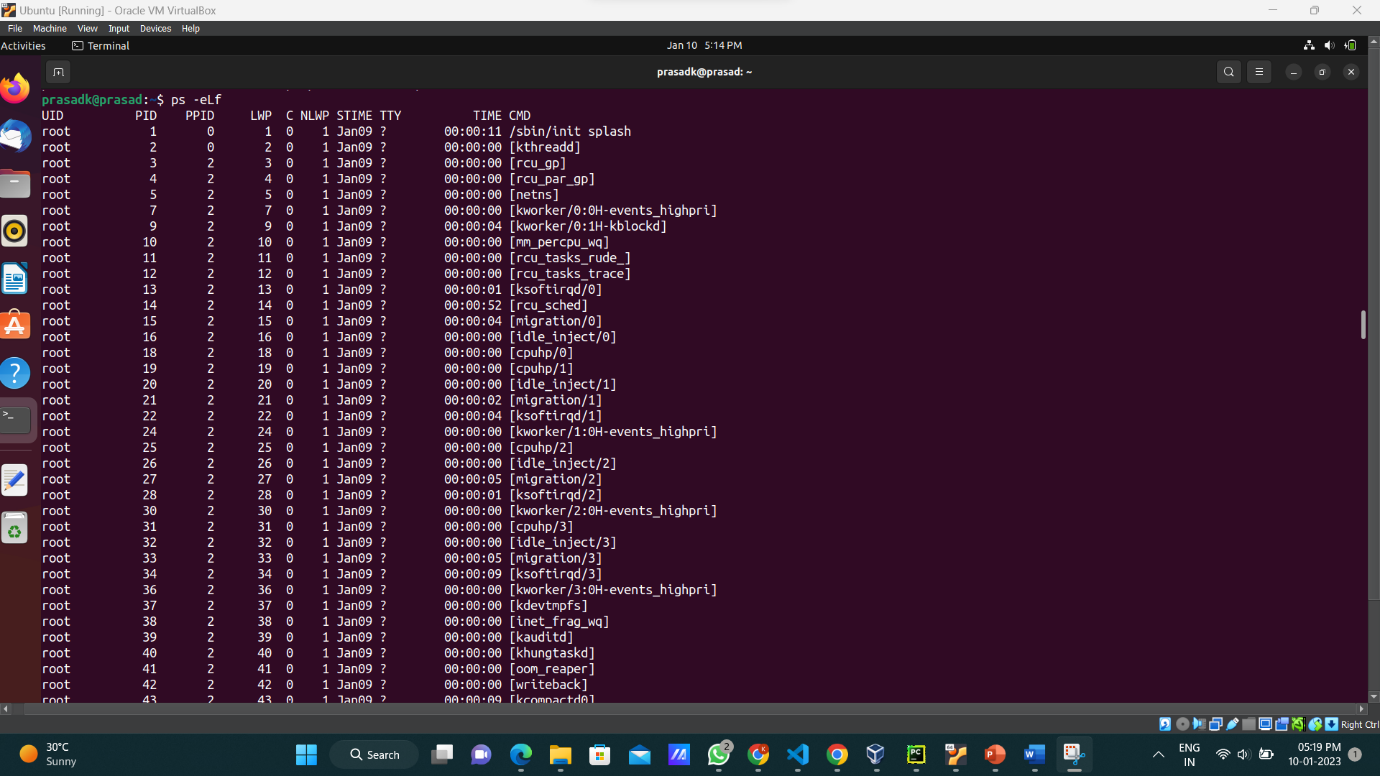 Ubuntu [Running] - Oracle VM VirtualBox
File Machine View Input Devices Help
Activities Terminal Jan 10 5:14 PM
prasadk@prasad: ~
prasadk@prasad:~$ ps -eLf
UID PID PPID LWP C NLWP STIME TTY TIME CMD
root 1 0 1 0 1 Jan09 ? 00:00:11 /sbin/init splash
root 2 0 2 0 1 Jan09 ? 00:00:00 [kthreadd]
root 3 2 3 0 1 Jan09 ? 00:00:00 [rcu_gp]
root 4 2 4 0 1 Jan09 ? 00:00:00 [rcu_par_gp]
root 5 2 5 0 1 Jan09 ? 00:00:00 [netns]
root 7 2 7 0 1 Jan09 ? 00:00:00 [kworker/0:0H-events_highpri]
root 9 2 9 0 1 Jan09 ? 00:00:04 [kworker/0:1H-kblockd]
root 10 2 10 0 1 Jan09 ? 00:00:00 [mm_percpu_wq]
root 11 2 11 0 1 Jan09 ? 00:00:00 [rcu_tasks_rude_]
root 12 2 12 0 1 Jan09 ? 00:00:00 [rcu_tasks_trace]
root 13 2 13 0 1 Jan09 ? 00:00:01 [ksoftirqd/0]
root 14 2 14 0 1 Jan09 ? 00:00:52 [rcu_sched]
root 15 2 15 0 1 Jan09 ? 00:00:04 [migration/0]
root 16 2 16 0 1 Jan09 ? 00:00:00 [idle_inject/0]
root 18 2 18 0 1 Jan09 ? 00:00:00 [cpuhp/0]
root 19 2 19 0 1 Jan09 ? 00:00:00 [cpuhp/1]
root 20 2 20 0 1 Jan09 ? 00:00:00 [idle_inject/1]
root 21 2 21 0 1 Jan09 ? 00:00:02 [migration/1]
root 22 2 22 0 1 Jan09 ? 00:00:04 [ksoftirqd/1]
root 24 2 24 0 1 Jan09 ? 00:00:00 [kworker/1:0H-events_highpri]
root 25 2 25 0 1 Jan09 ? 00:00:00 [cpuhp/2]
root 26 2 26 0 1 Jan09 ? 00:00:00 [idle_inject/2]
root 27 2 27 0 1 Jan09 ? 00:00:05 [migration/2]
root 28 2 28 0 1 Jan09 ? 00:00:01 [ksoftirqd/2]
root 30 2 30 0 1 Jan09 ? 00:00:00 [kworker/2:0H-events_highpri]
root 31 2 31 0 1 Jan09 ? 00:00:00 [cpuhp/3]
root 32 2 32 0 1 Jan09 ? 00:00:00 [idle_inject/3]
root 33 2 33 0 1 Jan09 ? 00:00:05 [migration/3]
root 34 2 34 0 1 Jan09 ? 00:00:09 [ksoftirqd/3]
root 36 2 36 0 1 Jan09 ? 00:00:00 [kworker/3:0H-events_highpri]
root 37 2 37 0 1 Jan09 ? 00:00:00 [kdevtmpfs]
root 38 2 38 0 1 Jan09 ? 00:00:00 [inet_frag_wq]
root 39 2 39 0 1 Jan09 ? 00:00:00 [kauditd]
root 40 2 40 0 1 Jan09 ? 00:00:00 [khungtaskd]
root 41 2 41 0 1 Jan09 ? 00:00:00 [oom_reaper]
root 42 2 42 0 1 Jan09 ? 00:00:00 [writeback]
root 43 2 43 0 1 Jan09 ? 00:00:09 [kcompactd0]
Right Ctrl
30°C
Sunny
Search
2
ENG
IN
05:19 PM
10-01-2023
1